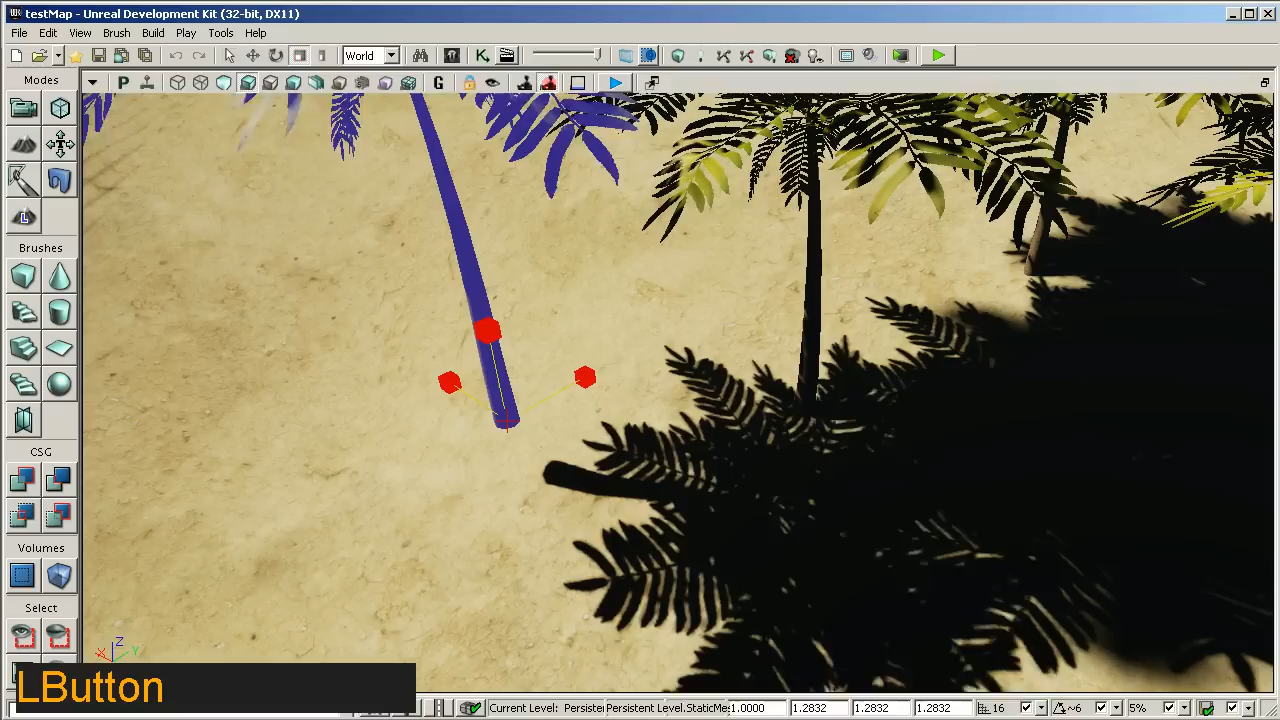 testMap - Unreal Development Kit (32-bit, DX11)
File Edit View Brush Build Play Tools Help
World
Modes
P G
L
Brushes
CSG
Volumes
Select
X Z Y
LButton
Current Level: Persiste Persistent Level.StaticMe 1.0000 1.2832 1.2832 1.2832 16 5%